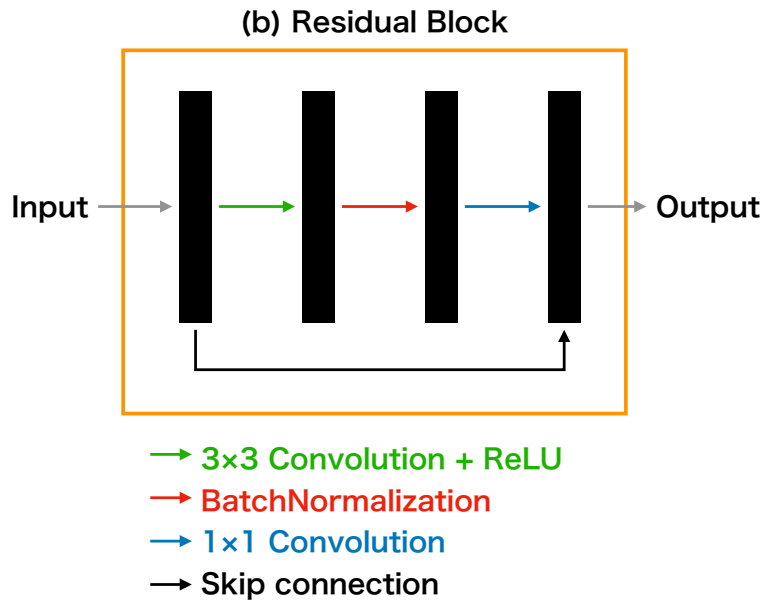 (b) Residual Block
Input
Output
3×3 Convolution + ReLU
BatchNormalization
1×1 Convolution
Skip connection